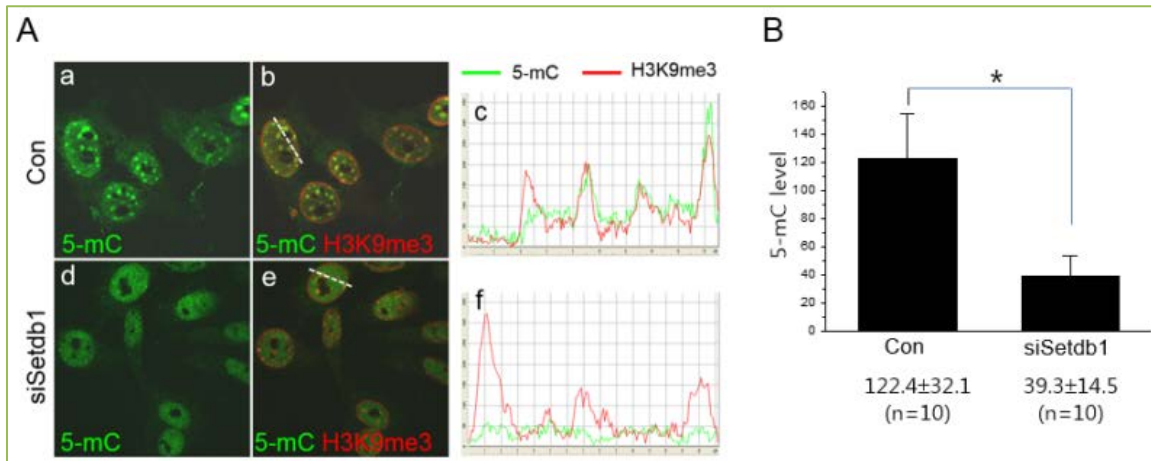 A
B
a
b
5-mC
H3K9me3
c
Con
5-mC
5-mC H3K9me3
d
e
f
siSetdb1
5-mC
5-mC H3K9me3
*
5-mC level
160
140
120
100
80
60
40
20
0
Con
siSetdb1
122.4±32.1
39.3±14.5
(n=10)
(n=10)